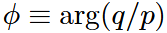 ϕ ≡ arg(q/p)